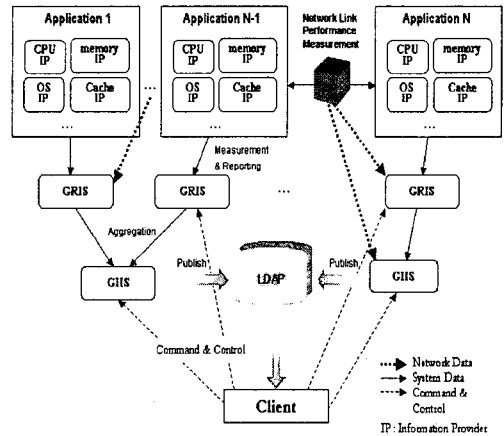 Application 1
Application N-1
Network Link
Performance
Measurement
Application N
CPU
IP
memory
IP
OS
IP
Cache
IP
...
CPU
IP
memory
IP
OS
IP
Cache
IP
...
CPU
IP
memory
IP
OS
IP
Cache
IP
...
...
Measurement
& Reporting
GRIS
GRIS
...
GRIS
Aggregation
GIIS
Publish
LDAP
Publish
GIIS
Command & Control
Client
Network Data
System Data
Command &
Control
IP : Information Provider